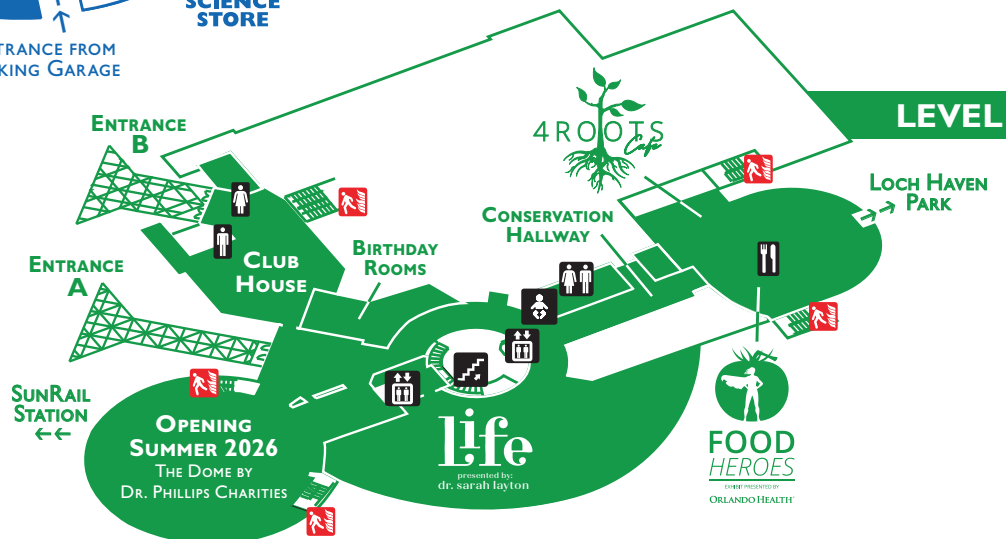 SCIENCE
STORE
TRANCE FROM
KING GARAGE
LEVEL
ENTRANCE
B
4ROOTS
Cafe
LOCH HAVEN
PARK
CONSERVATION
HALLWAY
BIRTHDAY
ROOMS
CLUB
HOUSE
ENTRANCE
A
SUNRAIL
STATION
OPENING
SUMMER 2026
THE DOME BY
DR. PHILLIPS CHARITIES
Life
presented by:
dr. sarah layton
FOOD
HEROES
EXHIBIT PRESENTED BY
ORLANDO HEALTH